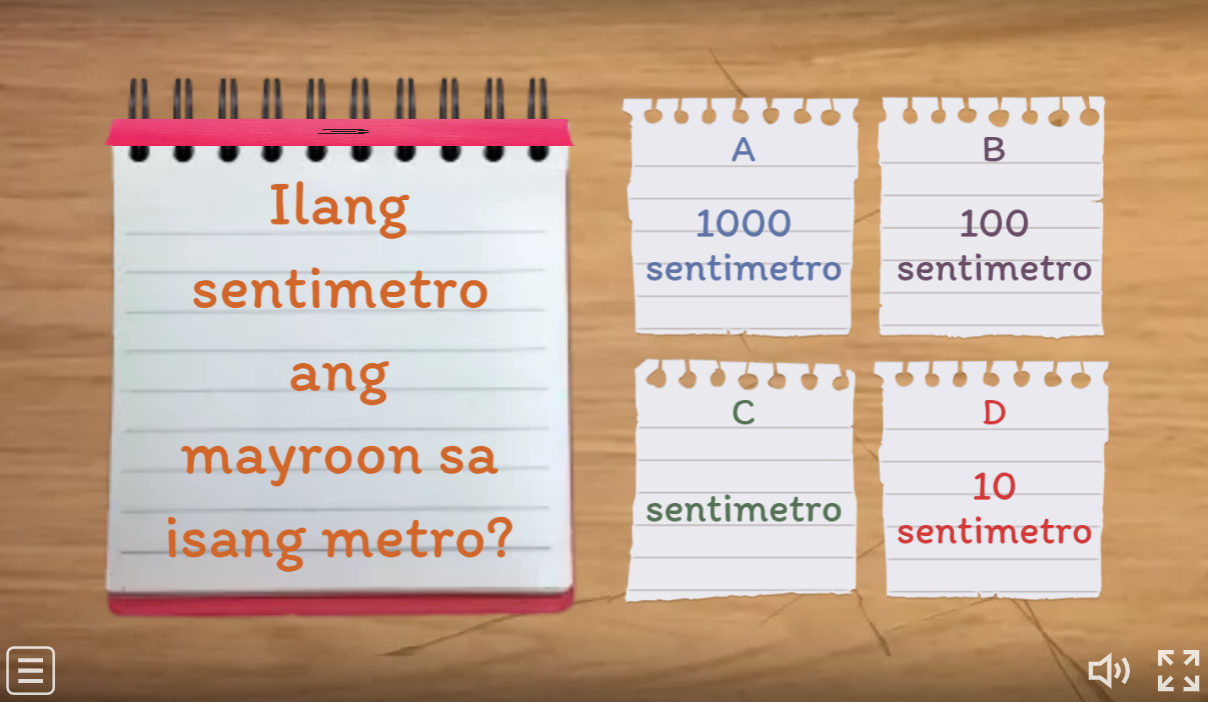 Ilang
sentimetro
ang
mayroon sa
isang metro?
A
1000
sentimetro
B
100
sentimetro
C
sentimetro
D
10
sentimetro